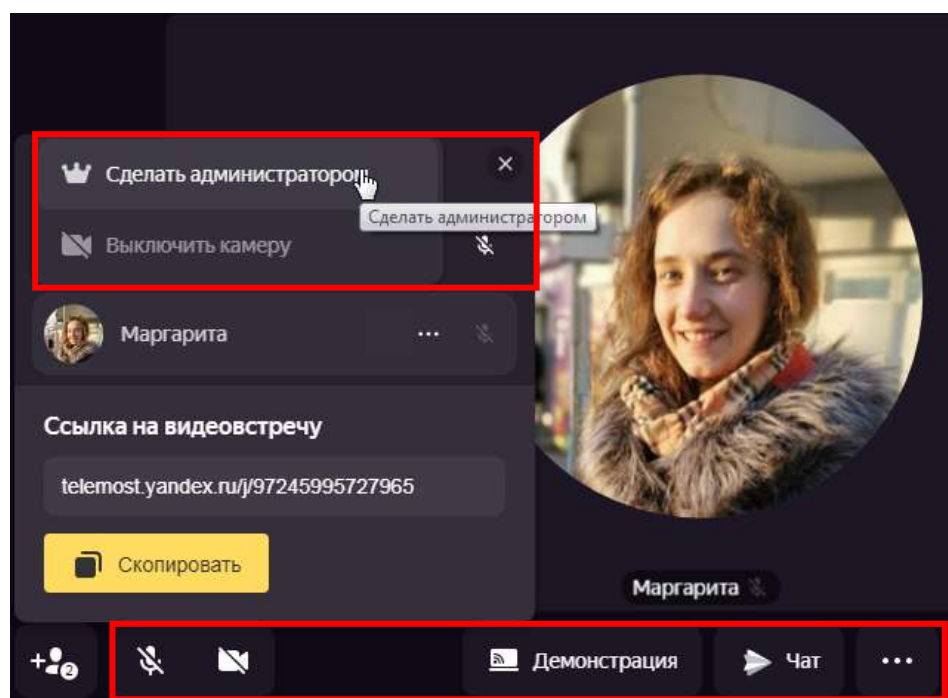 Сделать администратором
Сделать администратором
Выключить камеру
Маргарита
Ссылка на видеовстречу
telemost.yandex.ru/j/97245995727965
Скопировать
Маргарита
2
Демонстрация
Чат